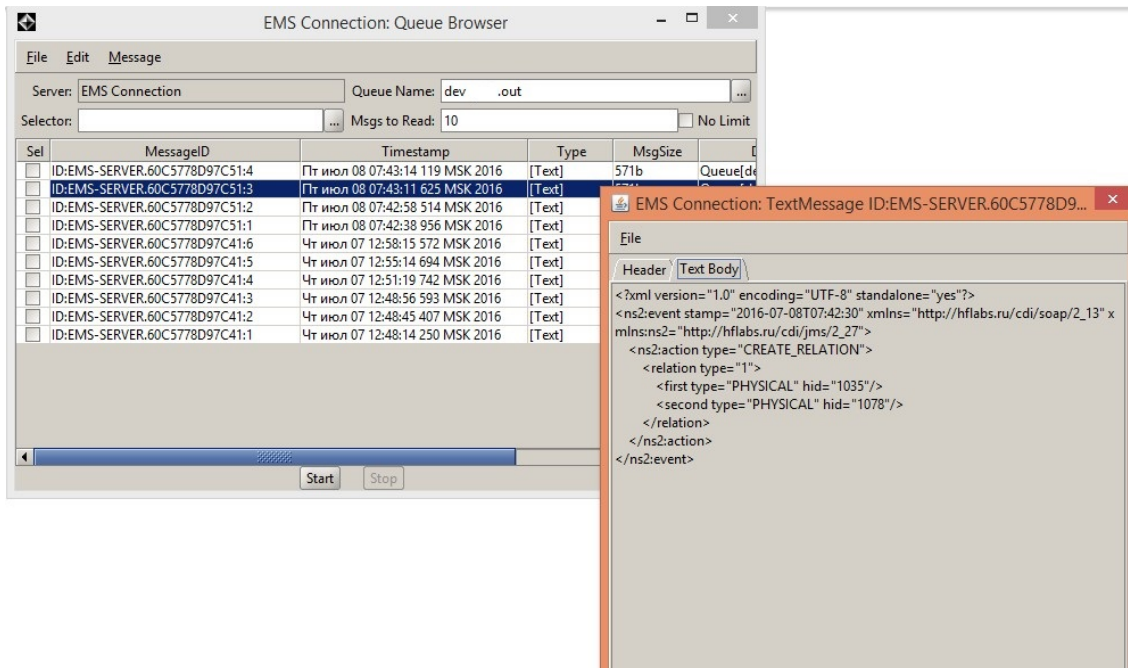 EMS Connection: Queue Browser
File Edit Message
Server: EMS Connection Queue Name: dev .out ...
Selector: ... Msgs to Read: 10 No Limit
Sel MessageID Timestamp Type MsgSize
ID:EMS-SERVER.60C5778D97C51:4 Пт июл 08 07:43:14 119 MSK 2016 [Text] 571b Queue[de
ID:EMS-SERVER.60C5778D97C51:3 Пт июл 08 07:43:11 625 MSK 2016 [Text]
ID:EMS-SERVER.60C5778D97C51:2 Пт июл 08 07:42:58 514 MSK 2016 [Text]
ID:EMS-SERVER.60C5778D97C51:1 Пт июл 08 07:42:38 956 MSK 2016 [Text]
ID:EMS-SERVER.60C5778D97C41:6 Чт июл 07 12:58:15 572 MSK 2016 [Text]
ID:EMS-SERVER.60C5778D97C41:5 Чт июл 07 12:55:14 694 MSK 2016 [Text]
ID:EMS-SERVER.60C5778D97C41:4 Чт июл 07 12:51:19 742 MSK 2016 [Text]
ID:EMS-SERVER.60C5778D97C41:3 Чт июл 07 12:48:56 593 MSK 2016 [Text]
ID:EMS-SERVER.60C5778D97C41:2 Чт июл 07 12:48:45 407 MSK 2016 [Text]
ID:EMS-SERVER.60C5778D97C41:1 Чт июл 07 12:48:14 250 MSK 2016 [Text]
Start Stop
EMS Connection: TextMessage ID:EMS-SERVER.60C5778D9...
File
Header Text Body
<?xml version="1.0" encoding="UTF-8" standalone="yes"?>
<ns2:event stamp="2016-07-08T07:42:30" xmlns="http://hflabs.ru/cdi/soap/2_13" x
mlns:ns2="http://hflabs.ru/cdi/jms/2_27">
<ns2:action type="CREATE_RELATION">
<relation type="1">
<first type="PHYSICAL" hid="1035"/>
<second type="PHYSICAL" hid="1078"/>
</relation>
</ns2:action>
</ns2:event>